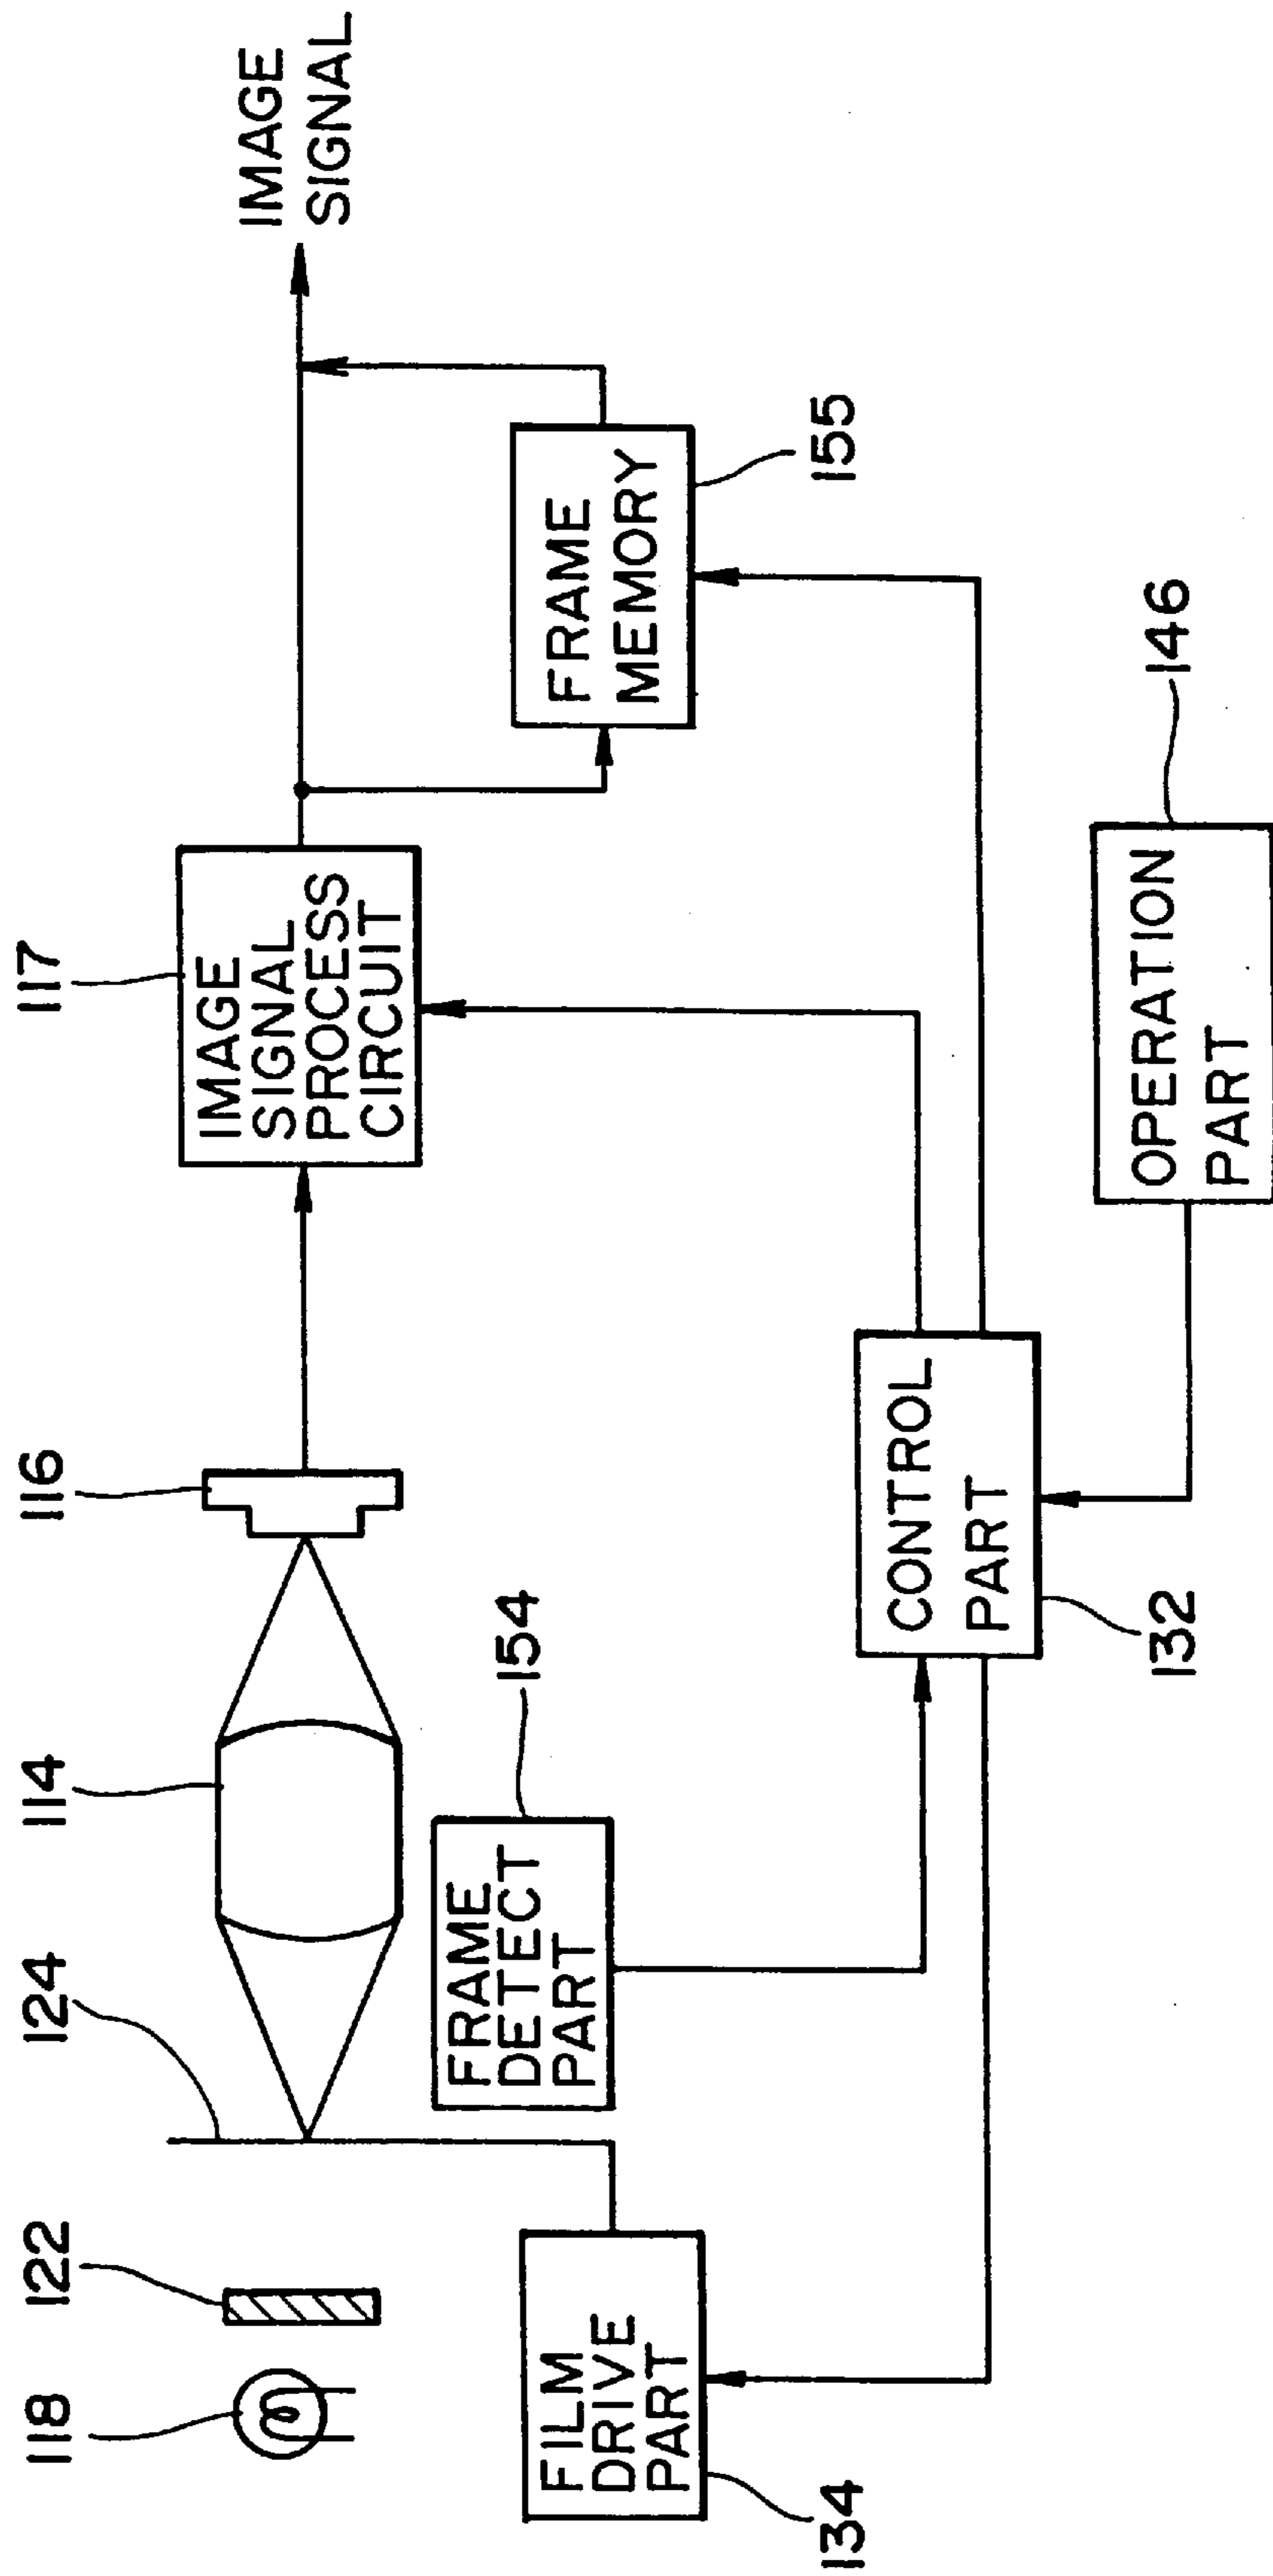 118
122
124
114
116
117
IMAGE
SIGNAL
IMAGE
SIGNAL
PROCESS
CIRCUIT
FILM
DRIVE
PART
134
FRAME
DETECT
PART
154
FRAME
MEMORY
155
CONTROL
PART
132
OPERATION
PART
146